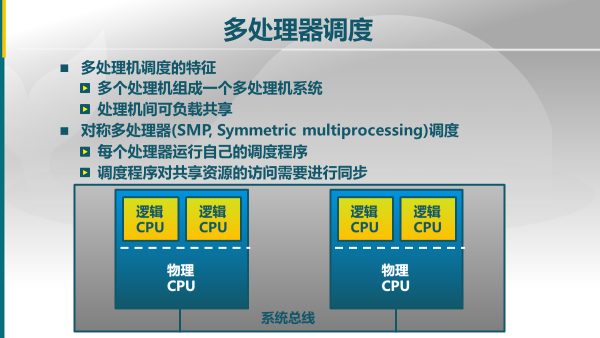 多处理器调度
多处理机调度的特征
多个处理机组成一个多处理机系统
处理机间可负载共享
对称多处理器(SMP, Symmetric multiprocessing)调度
每个处理器运行自己的调度程序
调度程序对共享资源的访问需要进行同步
逻辑 CPU
逻辑 CPU
逻辑 CPU
逻辑 CPU
物理 CPU
物理 CPU
系统总线